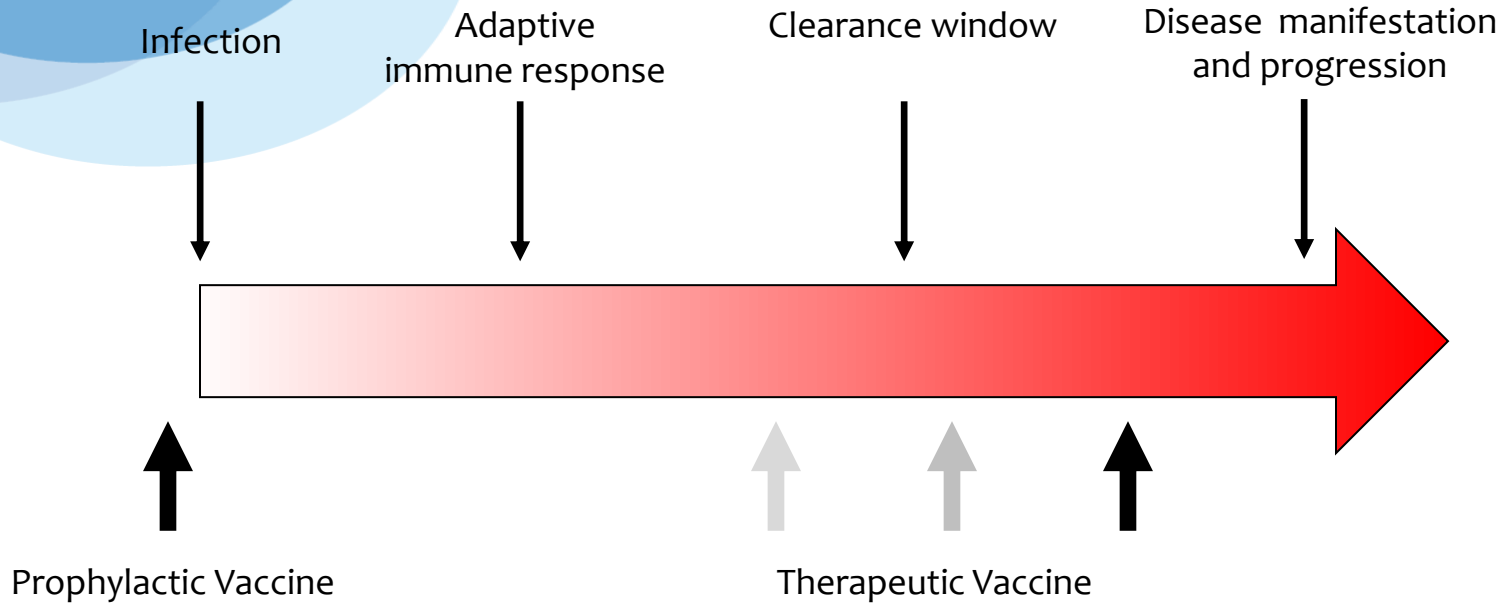 Infection
Adaptive
immune response
Clearance window
Disease manifestation
and progression
Prophylactic Vaccine
Therapeutic Vaccine